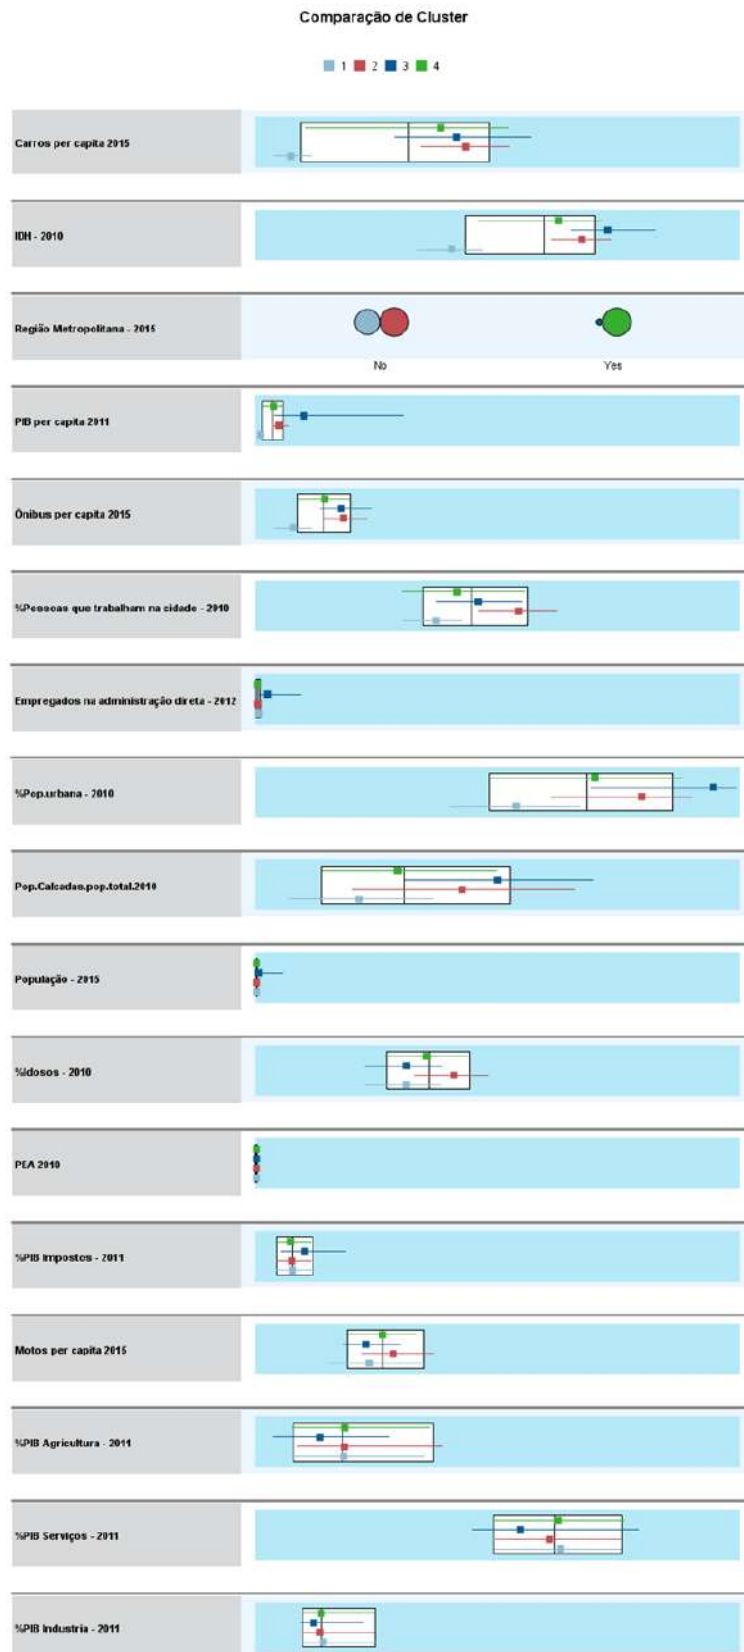 Comparação de Cluster
1 2 3 4
Carros per capita 2015
IDH - 2010
Região Metropolitana - 2015
No Yes
PIB per capita 2011
Ônibus per capita 2015
%Pessoas que trabalham na cidade - 2010
Empregados na administração direta - 2012
%Pop.urbana - 2010
Pop.Calcadas.pop.total.2010
População - 2015
%Idosos - 2010
PEA 2010
%PIB Impostos - 2011
Motos per capita 2015
%PIB Agricultura - 2011
%PIB Serviços - 2011
%PIB Industria - 2011